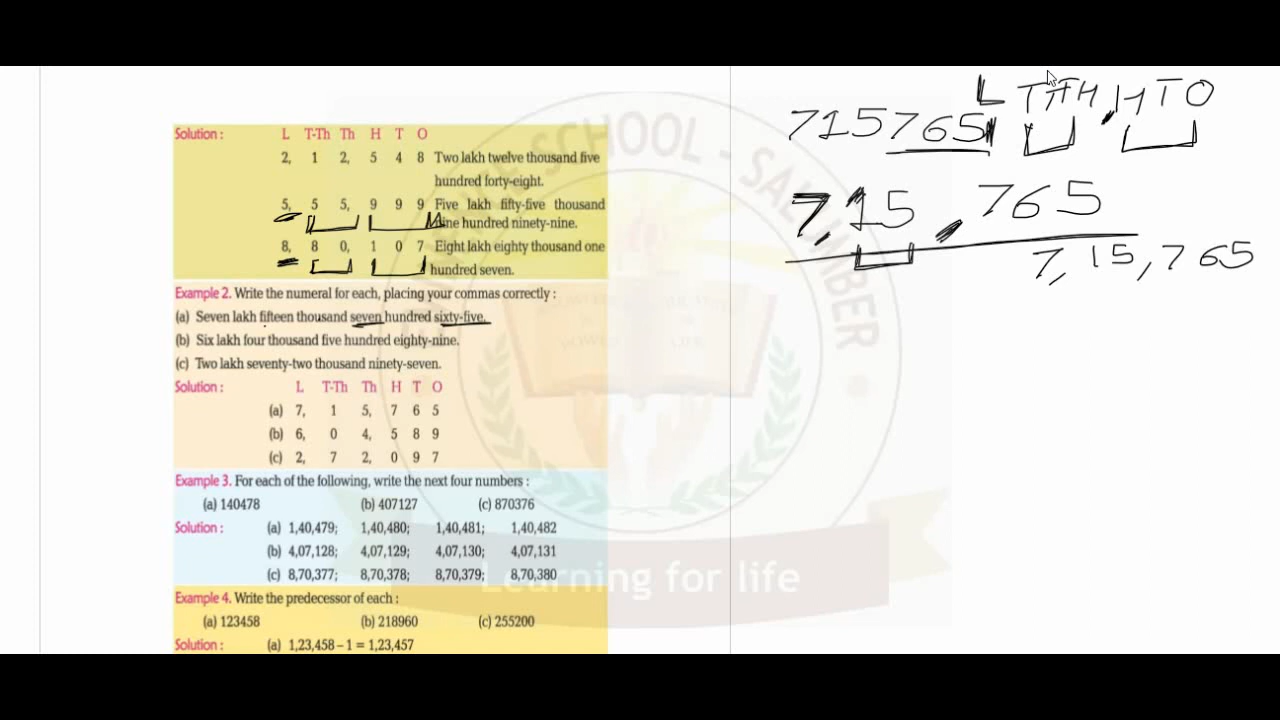 Solution : L T-Th Th H T O
2, 1 2, 5 4 8 Two lakh twelve thousand five
hundred forty-eight.
5, 5 5, 9 9 9 Five lakh fifty-five thousand
nine hundred ninety-nine.
8, 8 0, 1 0 7 Eight lakh eighty thousand one
hundred seven.
Example 2. Write the numeral for each, placing your commas correctly :
(a) Seven lakh fifteen thousand seven hundred sixty-five.
(b) Six lakh four thousand five hundred eighty-nine.
(c) Two lakh seventy-two thousand ninety-seven.
Solution : L T-Th Th H T O
(a) 7, 1 5, 7 6 5
(b) 6, 0 4, 5 8 9
(c) 2, 7 2, 0 9 7
Example 3. For each of the following, write the next four numbers :
(a) 140478 (b) 407127 (c) 870376
Solution : (a) 1,40,479; 1,40,480; 1,40,481; 1,40,482
(b) 4,07,128; 4,07,129; 4,07,130; 4,07,131
(c) 8,70,377; 8,70,378; 8,70,379; 8,70,380
Example 4. Write the predecessor of each :
(a) 123458 (b) 218960 (c) 255200
Solution : (a) 1,23,458 – 1 = 1,23,457
L TTH, HTO
715765
7,15,765
7,15,765
SCHOOL - SALUMBER
Learning for life